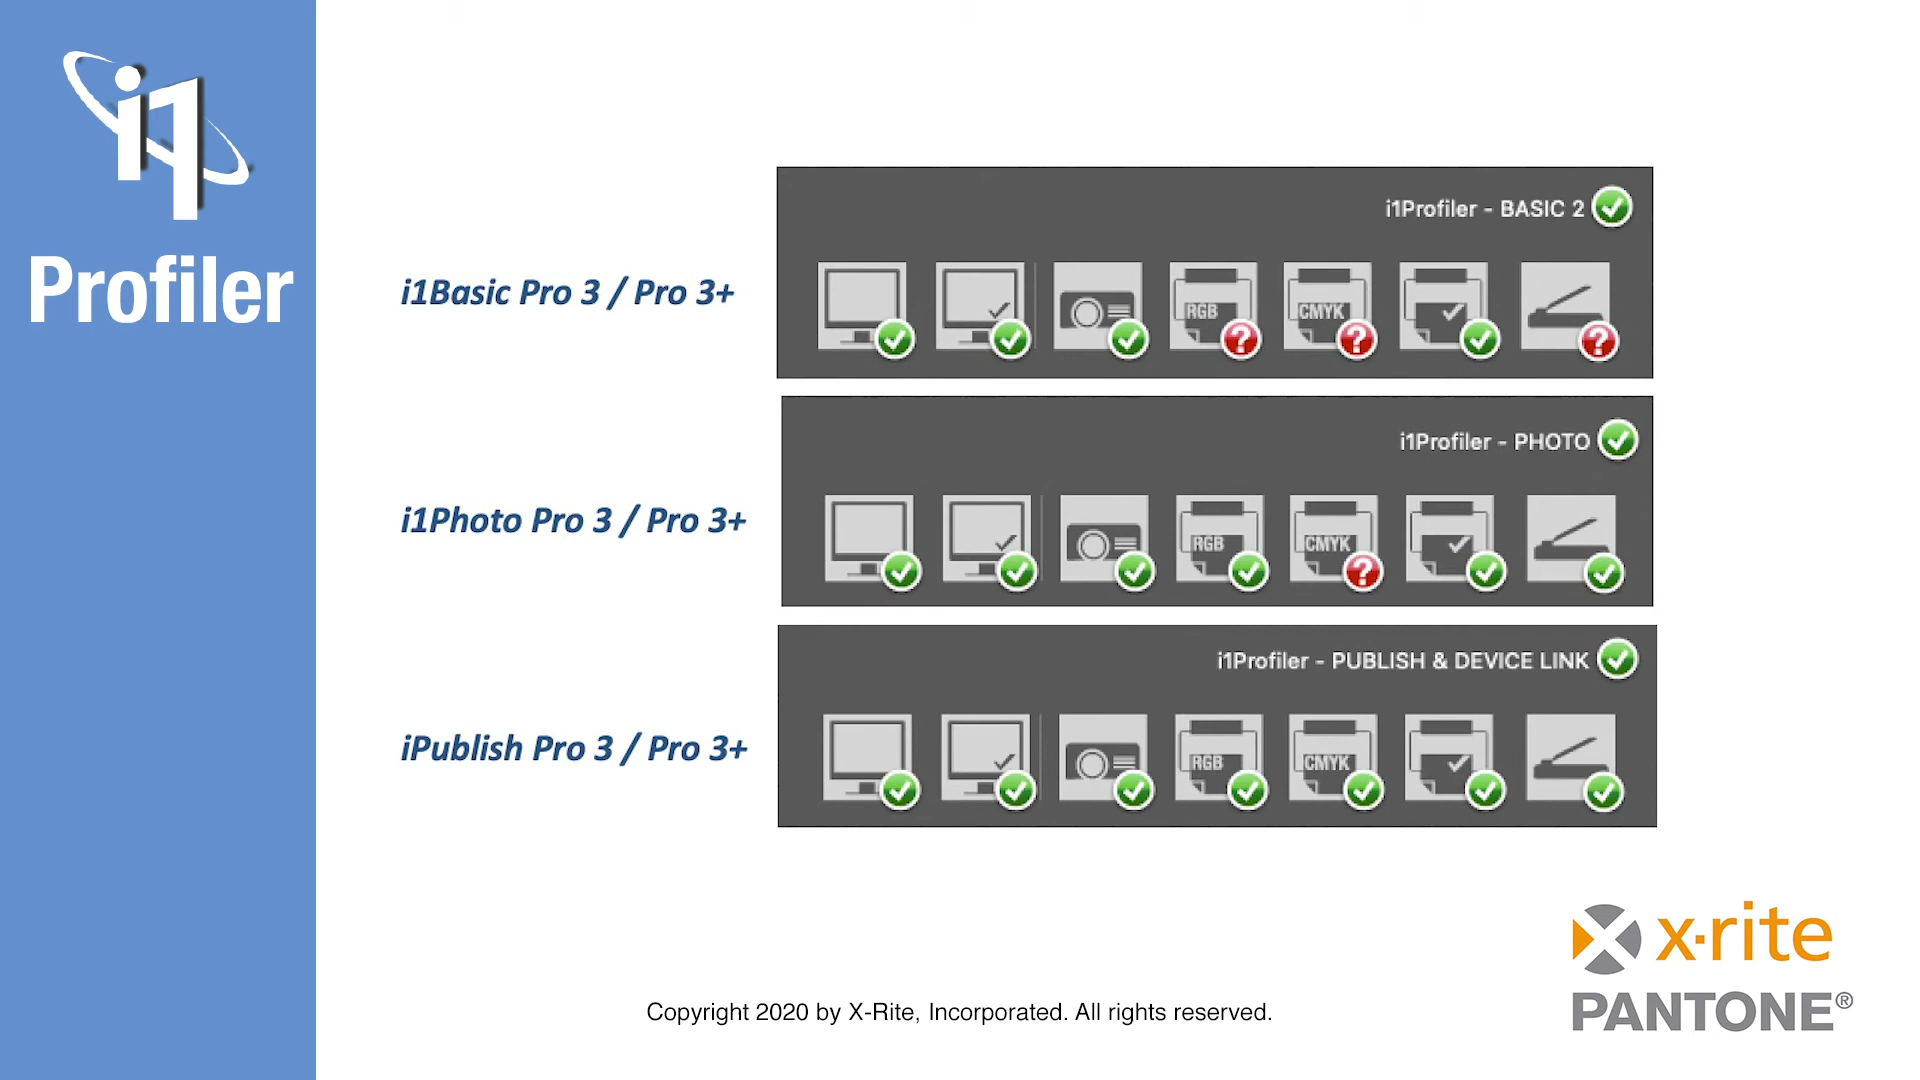 i1
Profiler
i1Profiler - BASIC 2
i1Basic Pro 3 / Pro 3+
RGB
?
CMYK
?
?
i1Profiler - PHOTO
i1Photo Pro 3 / Pro 3+
RGB
CMYK
?
i1Profiler - PUBLISH & DEVICE LINK
iPublish Pro 3 / Pro 3+
RGB
CMYK
x·rite
PANTONE®
Copyright 2020 by X-Rite, Incorporated. All rights reserved.